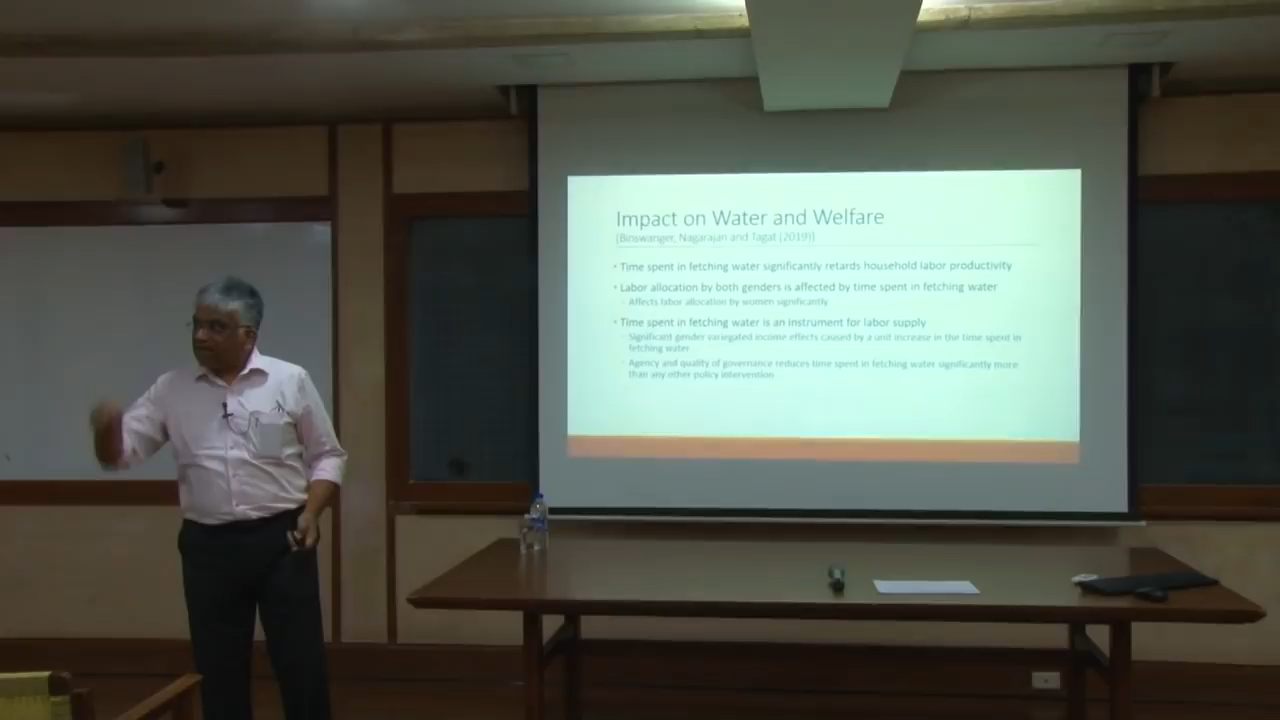 Impact on Water and Welfare
[Binswanger, Nagarajan and Tagat (2019)]
Time spent in fetching water significantly retards household labor productivity
Labor allocation by both genders is affected by time spent in fetching water
Affects labor allocation by women significantly
Time spent in fetching water is an instrument for labor supply
Significant gender variegated income effects caused by a unit increase in the time spent in
fetching water
Agency and quality of governance reduces time spent in fetching water significantly more
than any other policy intervention